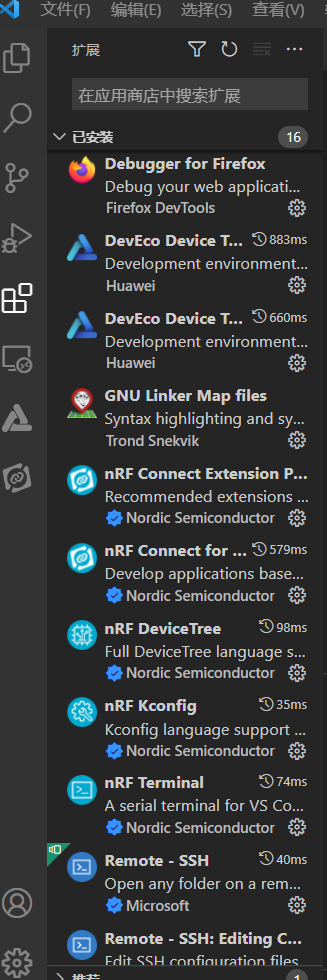 文件(F) 编辑(E) 选择(S) 查看(V)
扩展
在应用商店中搜索扩展
已安装 16
Debugger for Firefox
Debug your web applicati...
Firefox DevTools
DevEco Device T... 883ms
Development environment...
Huawei
DevEco Device T... 660ms
Development environment...
Huawei
GNU Linker Map files
Syntax highlighting and sy...
Trond Snekvik
nRF Connect Extension P...
Recommended extensions ...
Nordic Semiconductor
nRF Connect for ... 579ms
Develop applications base...
Nordic Semiconductor
nRF DeviceTree 98ms
Full DeviceTree language s...
Nordic Semiconductor
nRF Kconfig 35ms
Kconfig language support ...
Nordic Semiconductor
nRF Terminal 74ms
A serial terminal for VS Co...
Nordic Semiconductor
Remote - SSH 40ms
Open any folder on a rem...
Microsoft
Remote - SSH: Editing C...
Edit SSH configuration files
推荐 1